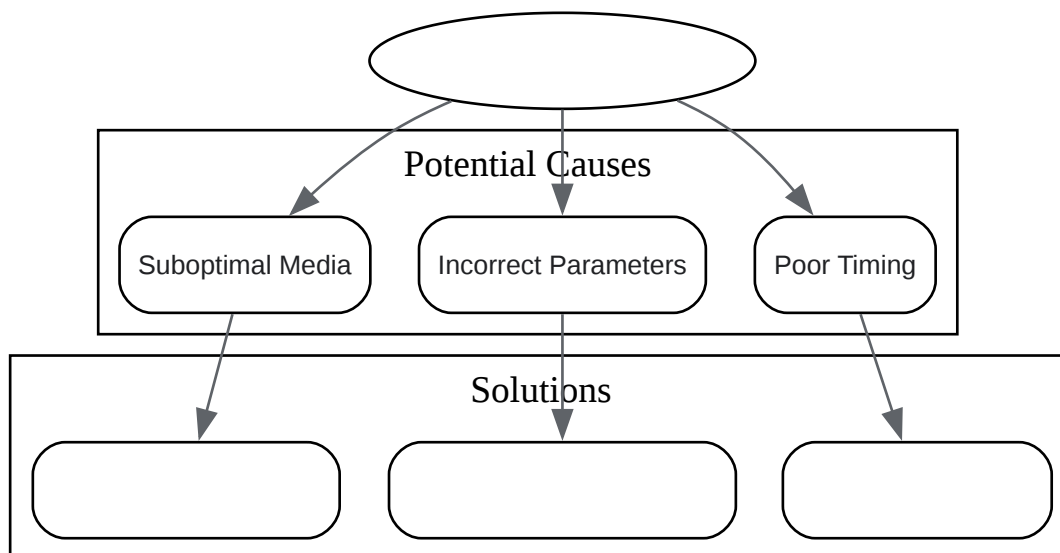 Potential Causes
Suboptimal Media
Incorrect Parameters
Poor Timing
Solutions